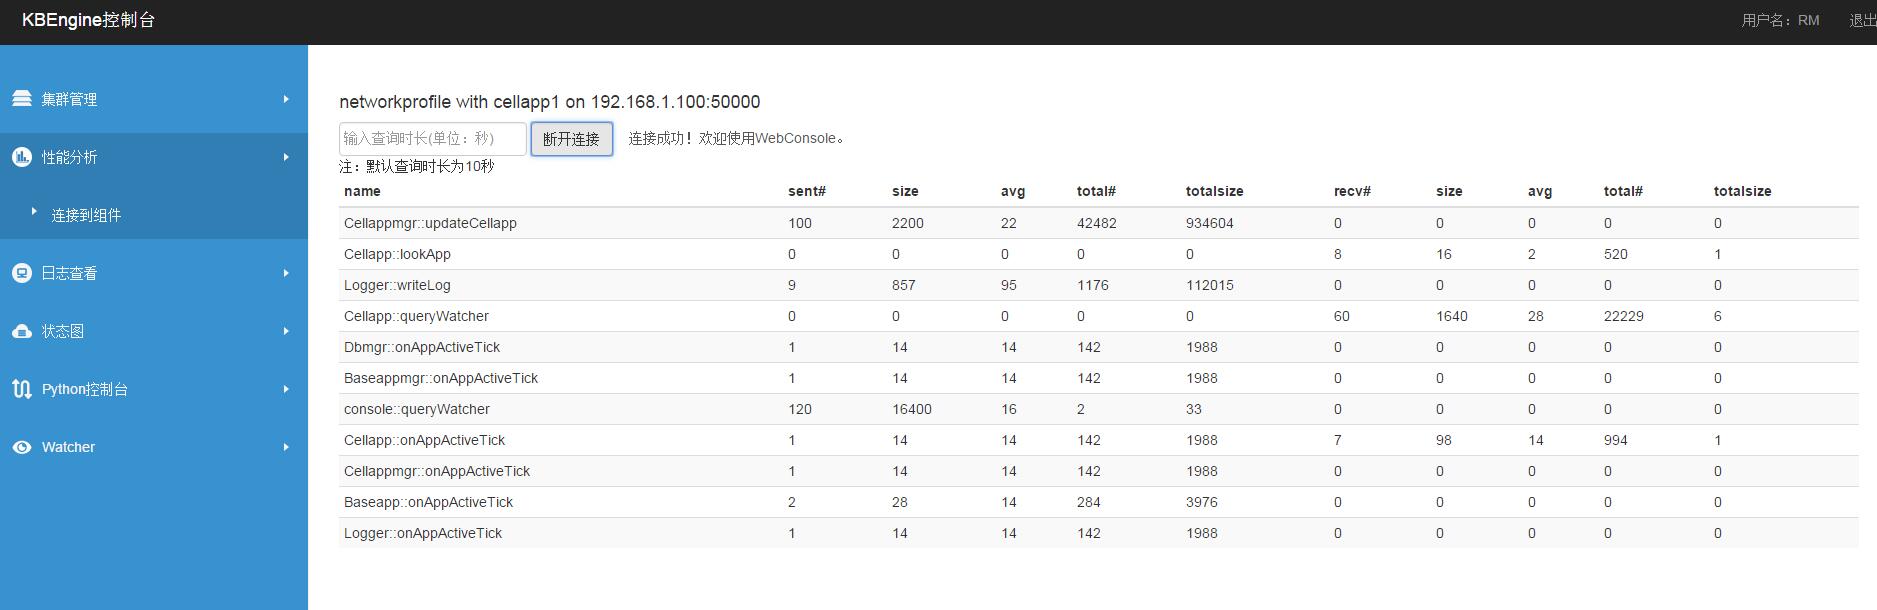 KBEngine控制台 用户名：RM 退出
集群管理
性能分析
连接到组件
日志查看
状态图
Python控制台
Watcher
networkprofile with cellapp1 on 192.168.1.100:50000
输入查询时长(单位：秒) 断开连接 连接成功！欢迎使用WebConsole。
注：默认查询时长为10秒
name sent# size avg total# totalsize recv# size avg total# totalsize
Cellappmgr::updateCellapp 100 2200 22 42482 934604 0 0 0 0 0
Cellapp::lookApp 0 0 0 0 0 8 16 2 520 1
Logger::writeLog 9 857 95 1176 112015 0 0 0 0 0
Cellapp::queryWatcher 0 0 0 0 0 60 1640 28 22229 6
Dbmgr::onAppActiveTick 1 14 14 142 1988 0 0 0 0 0
Baseappmgr::onAppActiveTick 1 14 14 142 1988 0 0 0 0 0
console::queryWatcher 120 16400 16 2 33 0 0 0 0 0
Cellapp::onAppActiveTick 1 14 14 142 1988 7 98 14 994 1
Cellappmgr::onAppActiveTick 1 14 14 142 1988 0 0 0 0 0
Baseapp::onAppActiveTick 2 28 14 284 3976 0 0 0 0 0
Logger::onAppActiveTick 1 14 14 142 1988 0 0 0 0 0